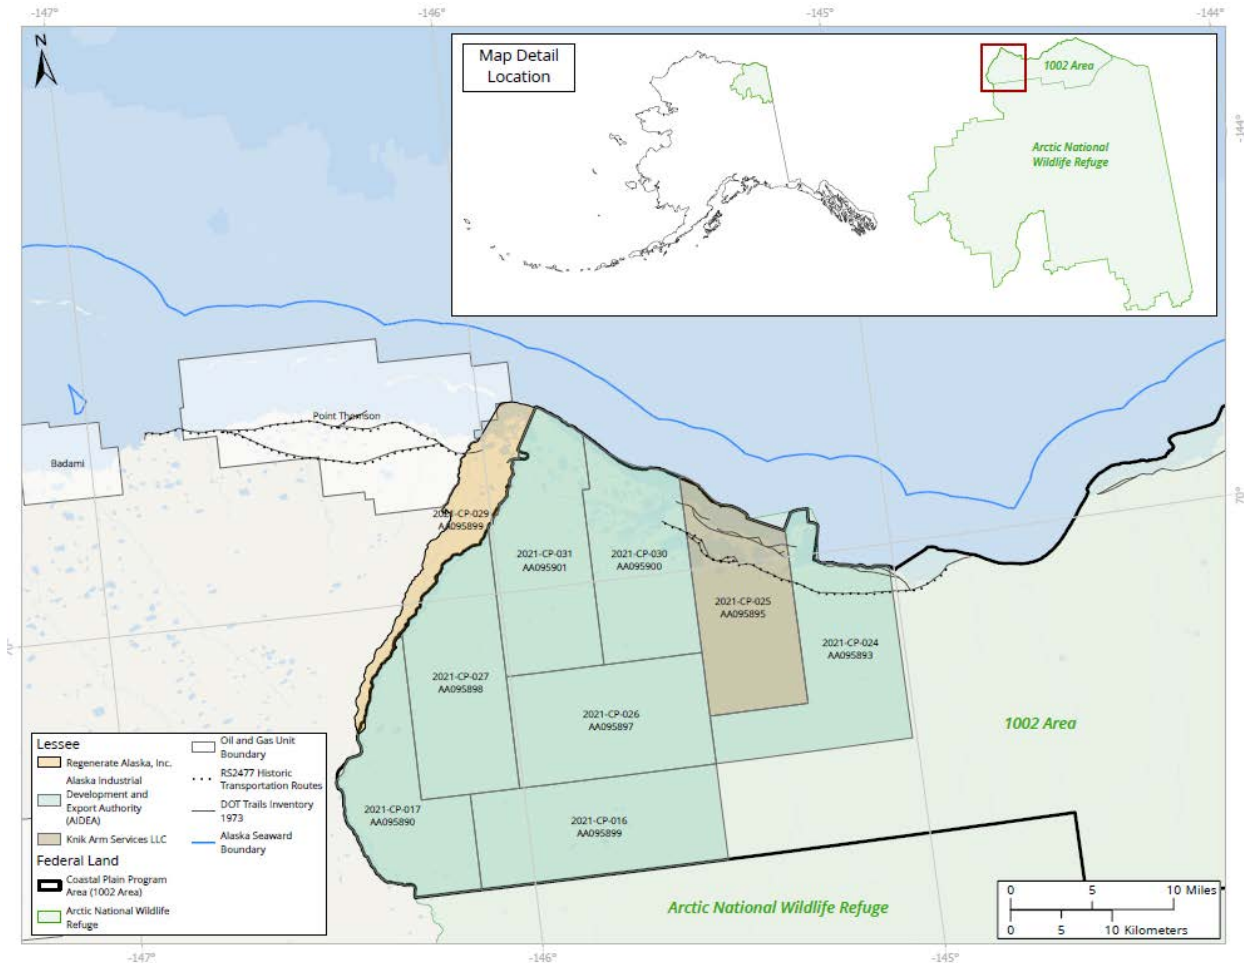 -147°
-146°
-145°
-144°
N
Map Detail
Location
1002 Area
Arctic National
Wildlife Refuge
-144°
Point Thomson
Badami
70°
2021-CP-029
AA095899
2021-CP-031
AA095901
2021-CP-030
AA095900
2021-CP-025
AA095895
2021-CP-024
AA095893
2021-CP-027
AA095898
2021-CP-026
AA095897
1002 Area
2021-CP-017
AA095890
2021-CP-016
AA095899
Arctic National Wildlife Refuge
Lessee
Regenerate Alaska, Inc.
Alaska Industrial
Development and
Export Authority
(AIDEA)
Knik Arm Services LLC
Federal Land
Coastal Plain Program
Area (1002 Area)
Arctic National Wildlife
Refuge
Oil and Gas Unit
Boundary
RS2477 Historic
Transportation Routes
DOT Trails Inventory
1973
Alaska Seaward
Boundary
0 5 10 Miles
0 5 10 Kilometers
-147°
-146°
-145°